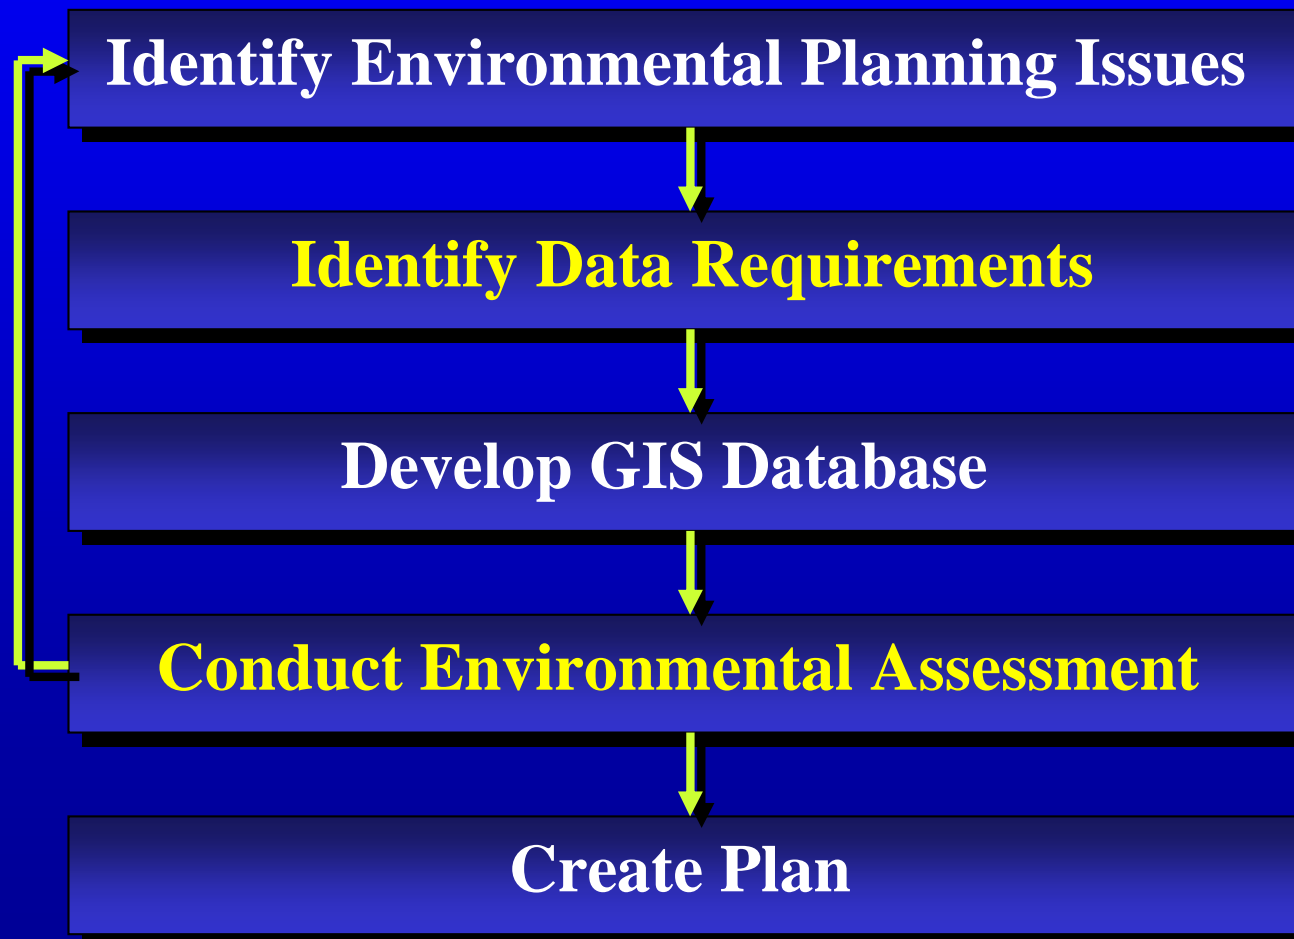 Identify Environmental Planning Issues
Identify Data Requirements
Develop GIS Database
Conduct Environmental Assessment
Create Plan